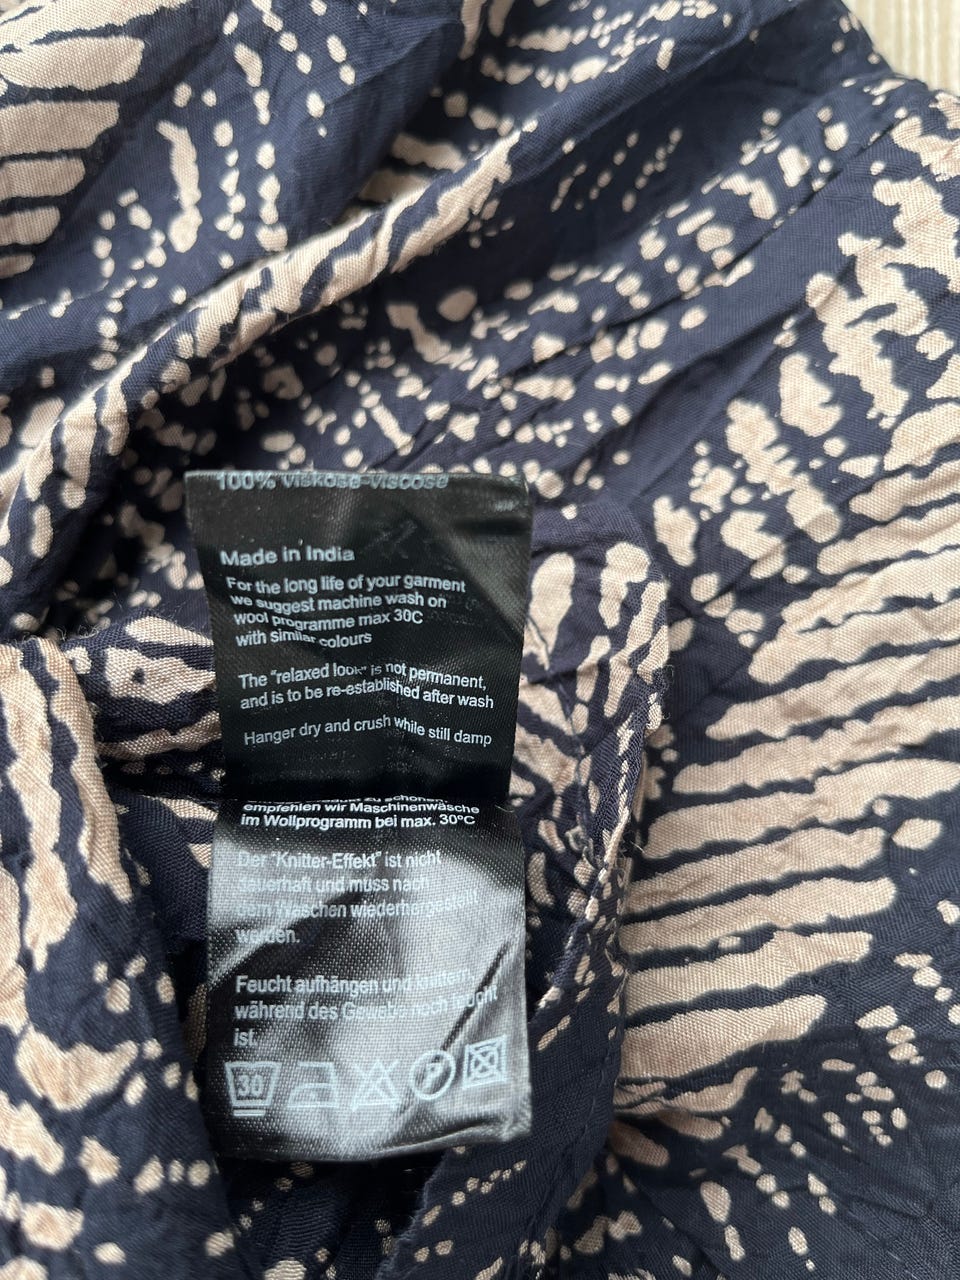 100% viskose-viscose
Made in India
For the long life of your garment
we suggest machine wash on
wool programme max 30C
with similar colours
The "relaxed look" is not permanent,
and is to be re-established after wash
Hanger dry and crush while still damp
zu schonen
empfehlen wir Maschinenwäsche
im Wollprogramm bei max. 30°C
Der "Knitter-Effekt" ist nicht
dauerhaft und muss nach
dem Waschen wiederhergestellt
werden.
Feucht aufhängen und knittern,
während des Gewebe noch feucht
ist.
30 P